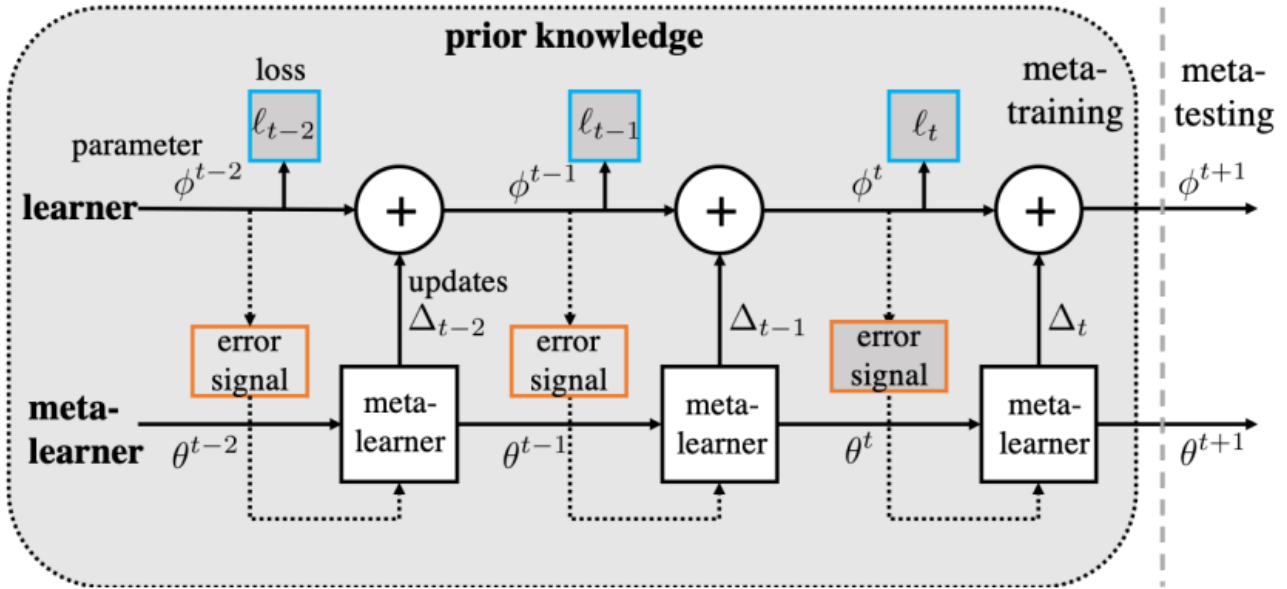 prior knowledge
loss
meta-
training
meta-
testing
ℓ_{t−2}
ℓ_{t−1}
ℓ_t
parameter
ϕ^{t−2}
ϕ^{t−1}
ϕ^t
ϕ^{t+1}
learner
+
+
+
updates
Δ_{t−2}
Δ_{t−1}
Δ_t
error
signal
error
signal
error
signal
meta-
learner
meta-
learner
meta-
learner
meta-
learner
θ^{t−2}
θ^{t−1}
θ^t
θ^{t+1}